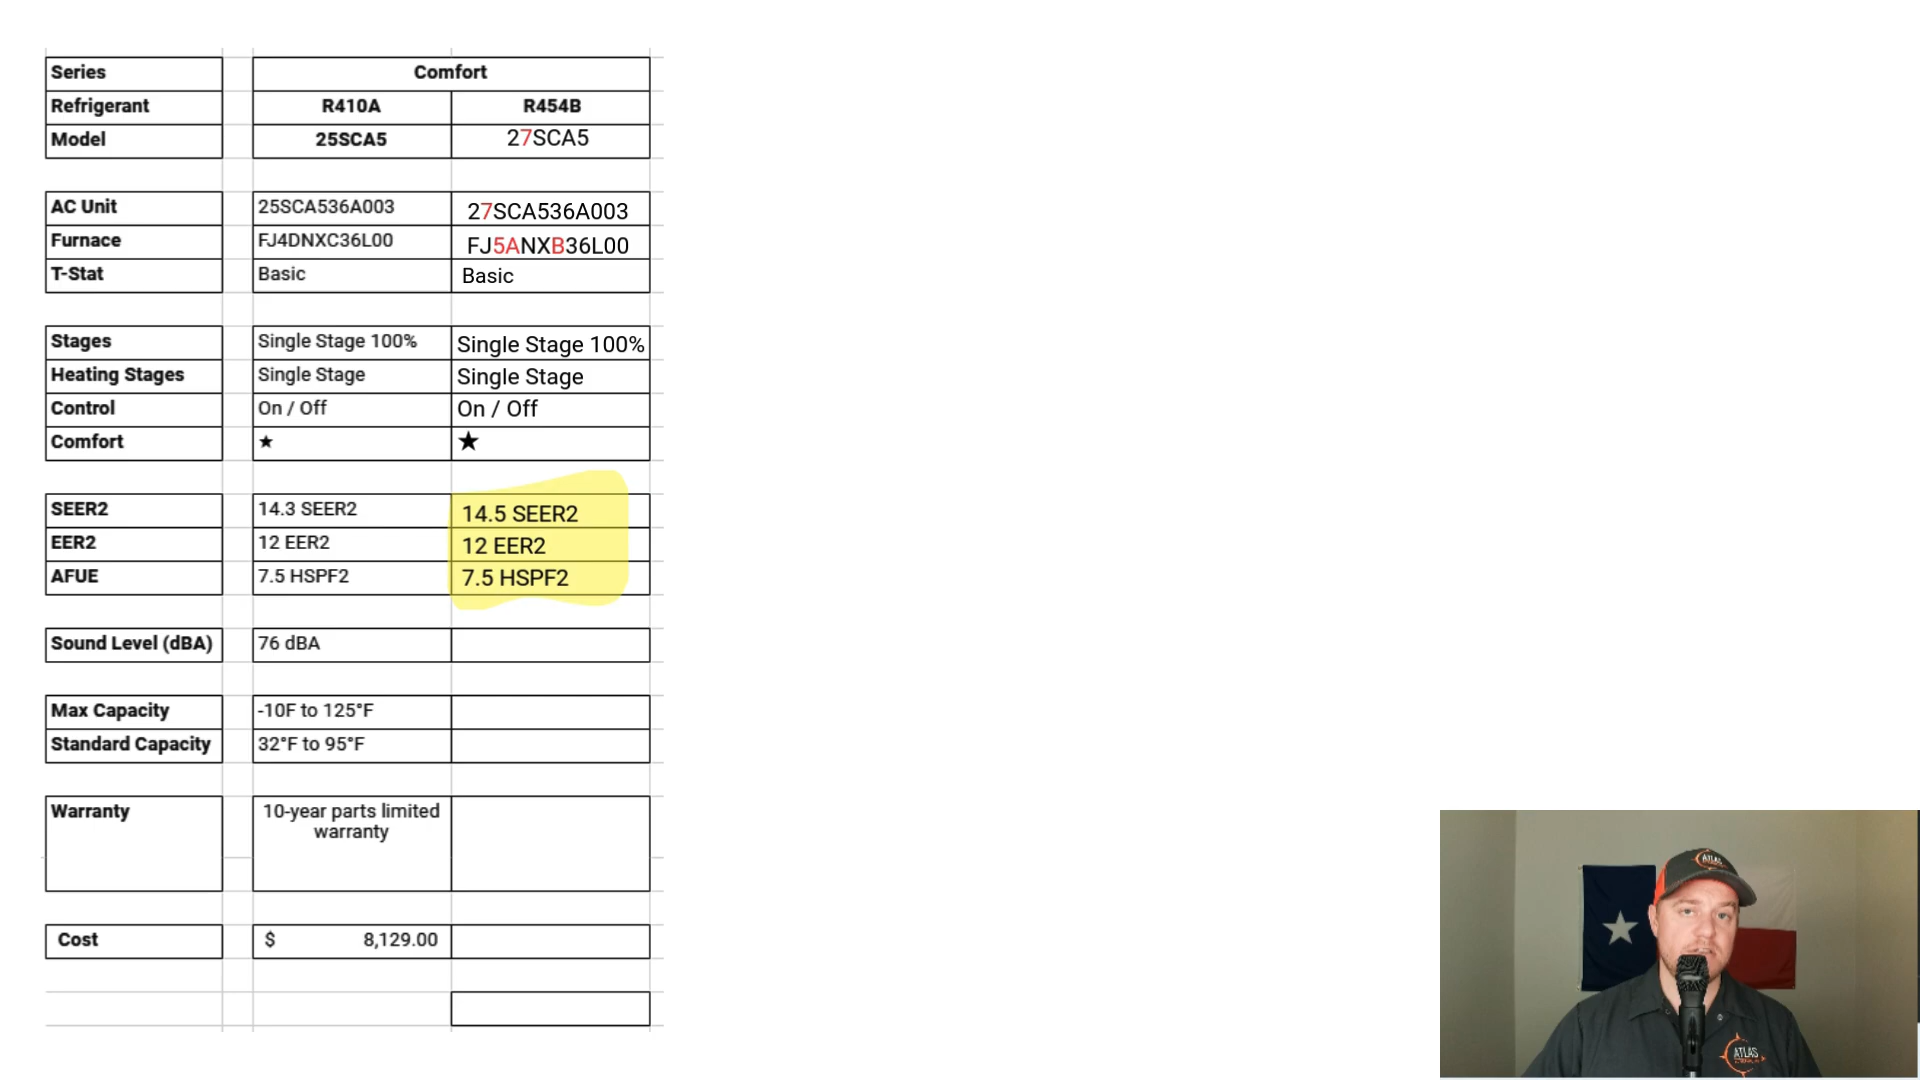 Series Comfort
Refrigerant R410A R454B
Model 25SCA5 27SCA5
AC Unit 25SCA536A003 27SCA536A003
Furnace FJ4DNXC36L00 FJ5ANXB36L00
T-Stat Basic Basic
Stages Single Stage 100% Single Stage 100%
Heating Stages Single Stage Single Stage
Control On / Off On / Off
Comfort ★ ★
SEER2 14.3 SEER2 14.5 SEER2
EER2 12 EER2 12 EER2
AFUE 7.5 HSPF2 7.5 HSPF2
Sound Level (dBA) 76 dBA
Max Capacity -10F to 125°F
Standard Capacity 32°F to 95°F
Warranty 10-year parts limited
warranty
Cost $ 8,129.00
ATLAS
ATLAS